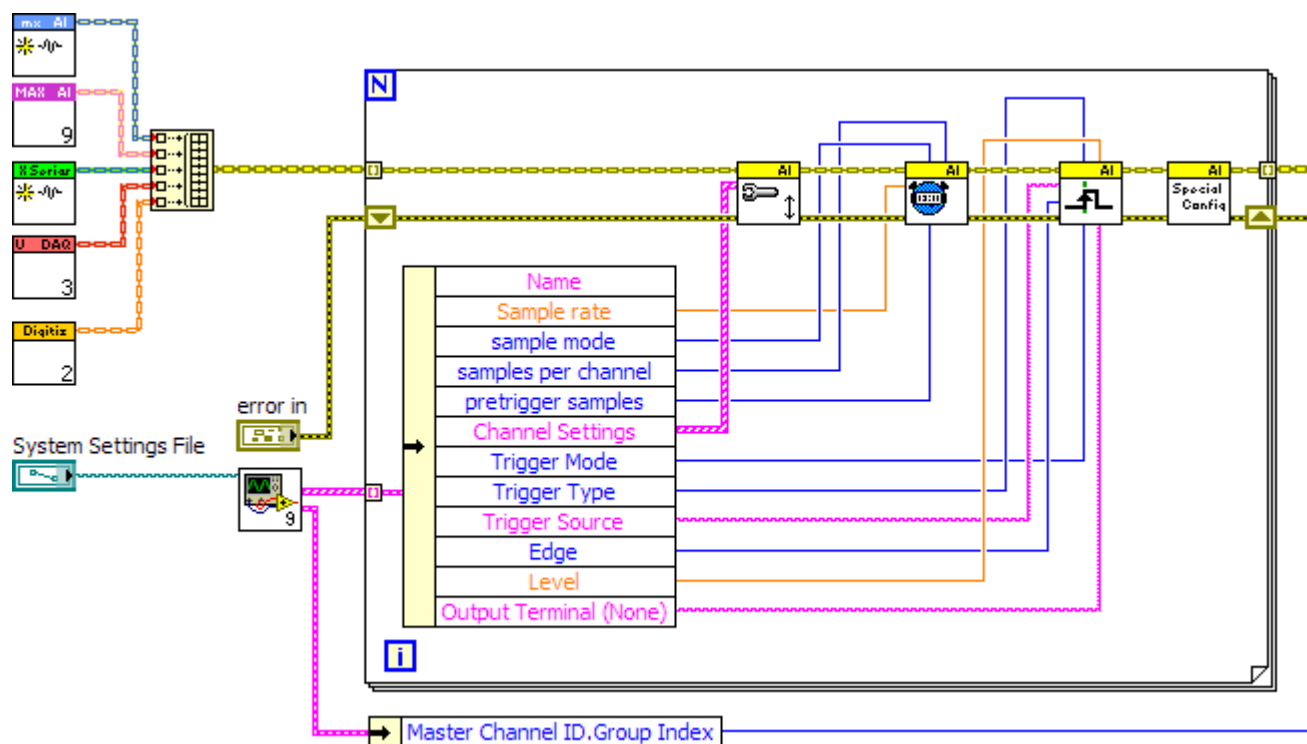 mx AI
MAX AI
9
X Series
U DAQ
3
Digitiz
2
error in
System Settings File
9
N
AI
AI
AI
AI
Special
Config
Name
Sample rate
sample mode
samples per channel
pretrigger samples
Channel Settings
Trigger Mode
Trigger Type
Trigger Source
Edge
Level
Output Terminal (None)
i
Master Channel ID.Group Index